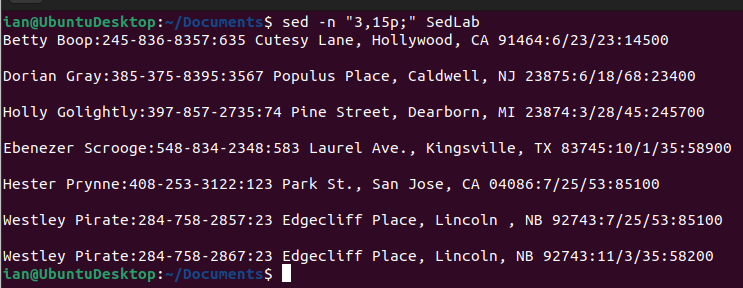 ian@UbuntuDesktop:~/Documents$ sed -n "3,15p;" SedLab
Betty Boop:245-836-8357:635 Cutesy Lane, Hollywood, CA 91464:6/23/23:14500
Dorian Gray:385-375-8395:3567 Populus Place, Caldwell, NJ 23875:6/18/68:23400
Holly Golightly:397-857-2735:74 Pine Street, Dearborn, MI 23874:3/28/45:245700
Ebenezer Scrooge:548-834-2348:583 Laurel Ave., Kingsville, TX 83745:10/1/35:58900
Hester Prynne:408-253-3122:123 Park St., San Jose, CA 04086:7/25/53:85100
Westley Pirate:284-758-2857:23 Edgecliff Place, Lincoln , NB 92743:7/25/53:85100
Westley Pirate:284-758-2867:23 Edgecliff Place, Lincoln, NB 92743:11/3/35:58200
ian@UbuntuDesktop:~/Documents$